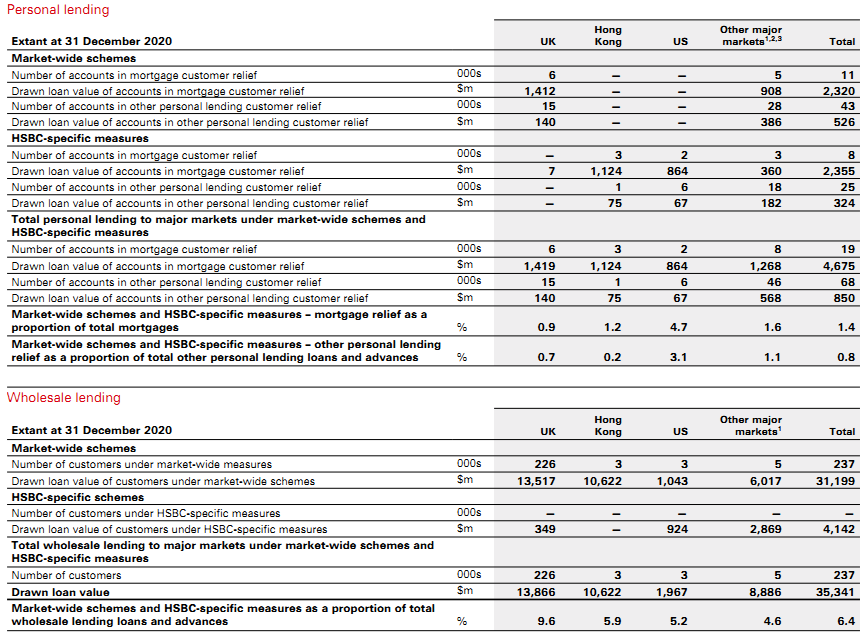 Personal lending
Extant at 31 December 2020 UK Hong Kong US Other major markets1,2,3 Total
Market-wide schemes
Number of accounts in mortgage customer relief 000s 6 — — 5 11
Drawn loan value of accounts in mortgage customer relief $m 1,412 — — 908 2,320
Number of accounts in other personal lending customer relief 000s 15 — — 28 43
Drawn loan value of accounts in other personal lending customer relief $m 140 — — 386 526
HSBC-specific measures
Number of accounts in mortgage customer relief 000s — 3 2 3 8
Drawn loan value of accounts in mortgage customer relief $m 7 1,124 864 360 2,355
Number of accounts in other personal lending customer relief 000s — 1 6 18 25
Drawn loan value of accounts in other personal lending customer relief $m — 75 67 182 324
Total personal lending to major markets under market-wide schemes and
HSBC-specific measures
Number of accounts in mortgage customer relief 000s 6 3 2 8 19
Drawn loan value of accounts in mortgage customer relief $m 1,419 1,124 864 1,268 4,675
Number of accounts in other personal lending customer relief 000s 15 1 6 46 68
Drawn loan value of accounts in other personal lending customer relief $m 140 75 67 568 850
Market-wide schemes and HSBC-specific measures – mortgage relief as a
proportion of total mortgages % 0.9 1.2 4.7 1.6 1.4
Market-wide schemes and HSBC-specific measures – other personal lending
relief as a proportion of total other personal lending loans and advances % 0.7 0.2 3.1 1.1 0.8
Wholesale lending
Extant at 31 December 2020 UK Hong Kong US Other major markets1 Total
Market-wide schemes
Number of customers under market-wide measures 000s 226 3 3 5 237
Drawn loan value of customers under market-wide schemes $m 13,517 10,622 1,043 6,017 31,199
HSBC-specific schemes
Number of customers under HSBC-specific measures 000s — — — — —
Drawn loan value of customers under HSBC-specific measures $m 349 — 924 2,869 4,142
Total wholesale lending to major markets under market-wide schemes and
HSBC-specific measures
Number of customers 000s 226 3 3 5 237
Drawn loan value $m 13,866 10,622 1,967 8,886 35,341
Market-wide schemes and HSBC-specific measures as a proportion of total
wholesale lending loans and advances % 9.6 5.9 5.2 4.6 6.4